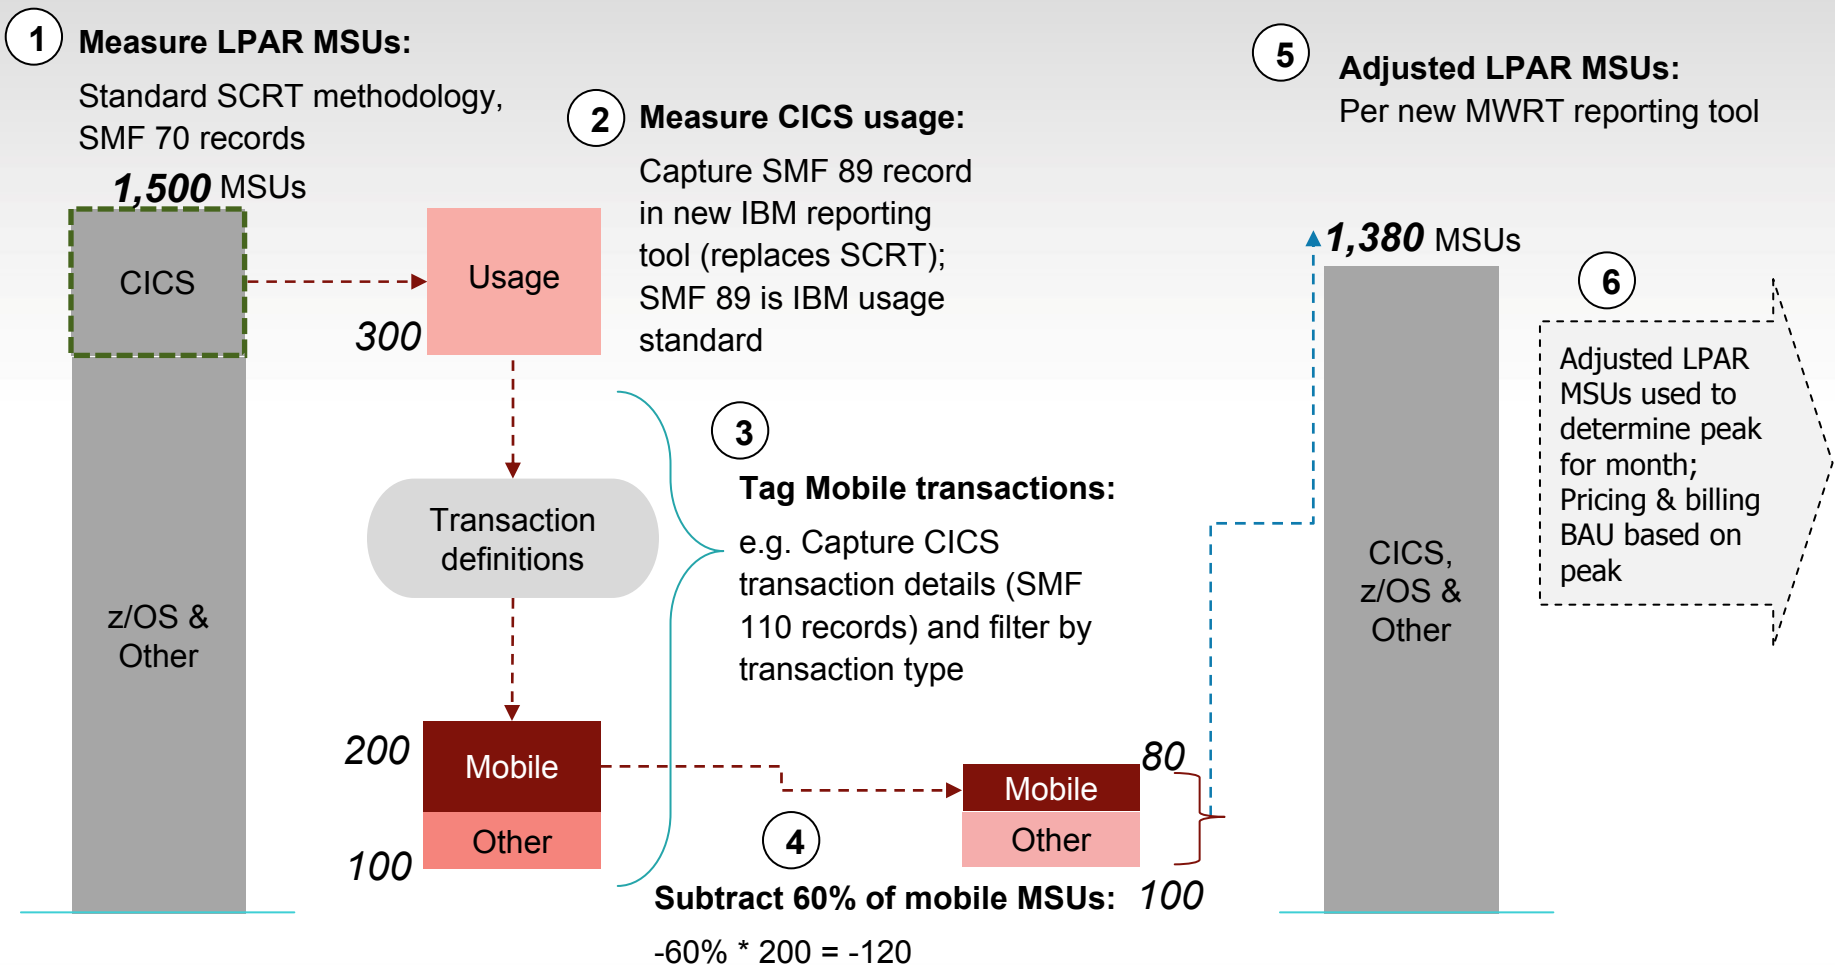 1
Measure LPAR MSUs:
Standard SCRT methodology,
SMF 70 records
1,500 MSUs
CICS
z/OS &
Other
2
Measure CICS usage:
Capture SMF 89 record
in new IBM reporting
tool (replaces SCRT);
SMF 89 is IBM usage
standard
Usage
300
Transaction
definitions
3
Tag Mobile transactions:
e.g. Capture CICS
transaction details (SMF
110 records) and filter by
transaction type
200
Mobile
Other
100
4
Subtract 60% of mobile MSUs:
-60% * 200 = -120
80
Mobile
Other
100
5
Adjusted LPAR MSUs:
Per new MWRT reporting tool
1,380 MSUs
CICS,
z/OS &
Other
6
Adjusted LPAR
MSUs used to
determine peak
for month;
Pricing & billing
BAU based on
peak